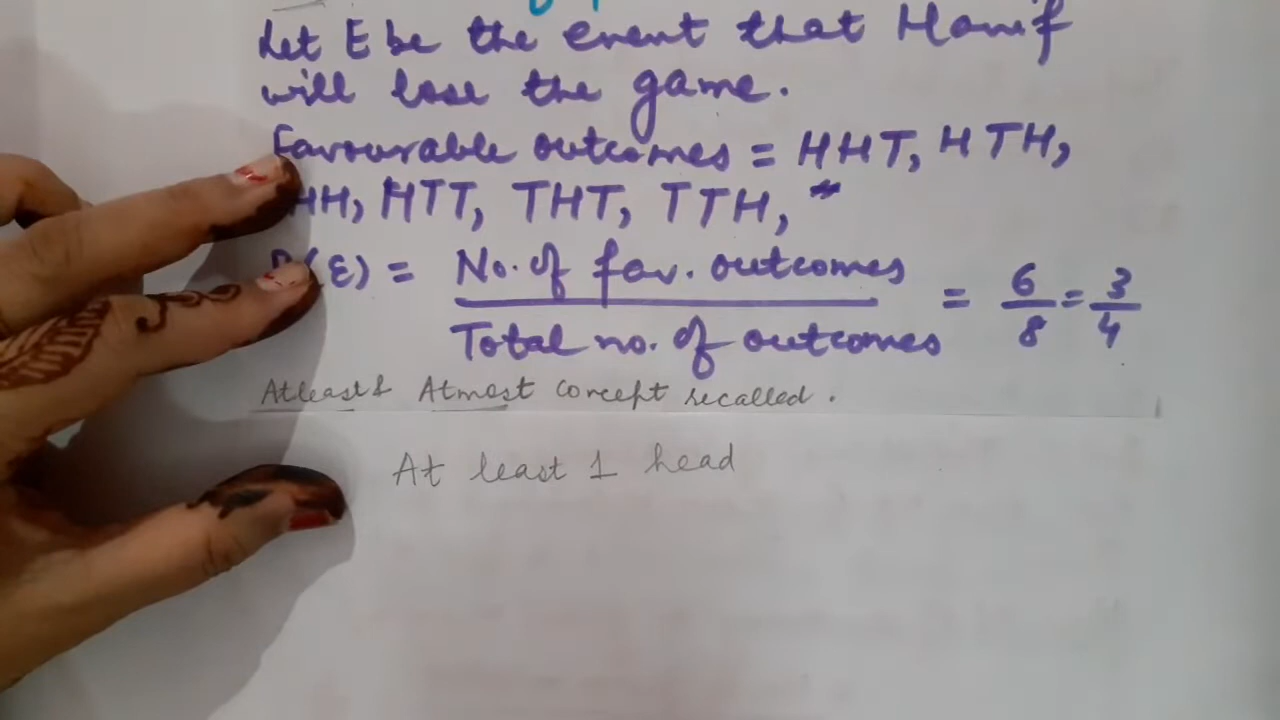 Let E be the event that Hanif
will lose the game.
Favourable outcomes = HHT, HTH,
HH, HTT, THT, TTH,
(E) = No. of fav. outcomes / Total no. of outcomes = 6/8 = 3/4
Atleast & Atmost concept recalled.
At least 1 head